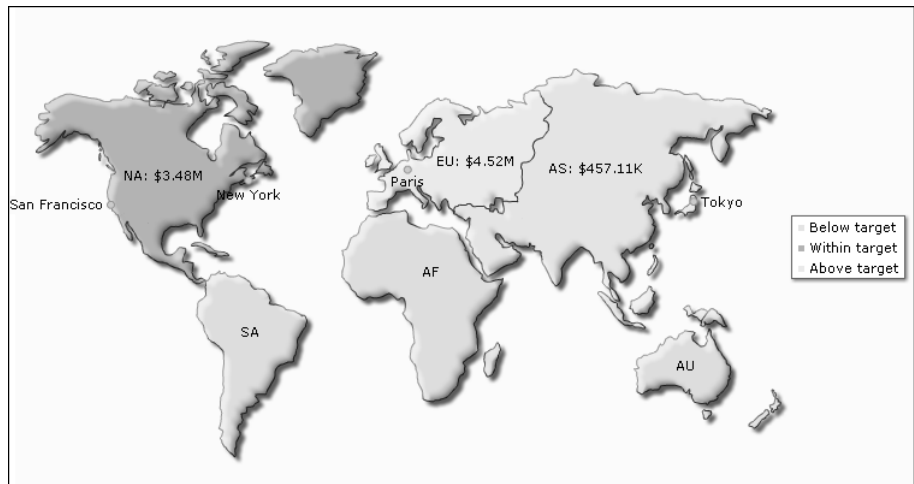 NA: $3.48M
EU: $4.52M
AS: $457.11K
Paris
New York
San Francisco
Tokyo
Below target
Within target
Above target
AF
SA
AU